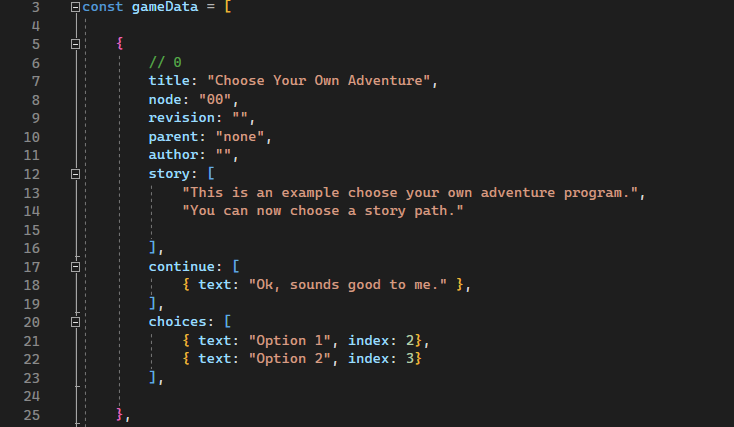 3 const gameData = [
4
5 {
6 // 0
7 title: "Choose Your Own Adventure",
8 node: "00",
9 revision: "",
10 parent: "none",
11 author: "",
12 story: [
13 "This is an example choose your own adventure program.",
14 "You can now choose a story path."
15
16 ],
17 continue: [
18 { text: "Ok, sounds good to me." },
19 ],
20 choices: [
21 { text: "Option 1", index: 2},
22 { text: "Option 2", index: 3}
23 ],
24
25 },